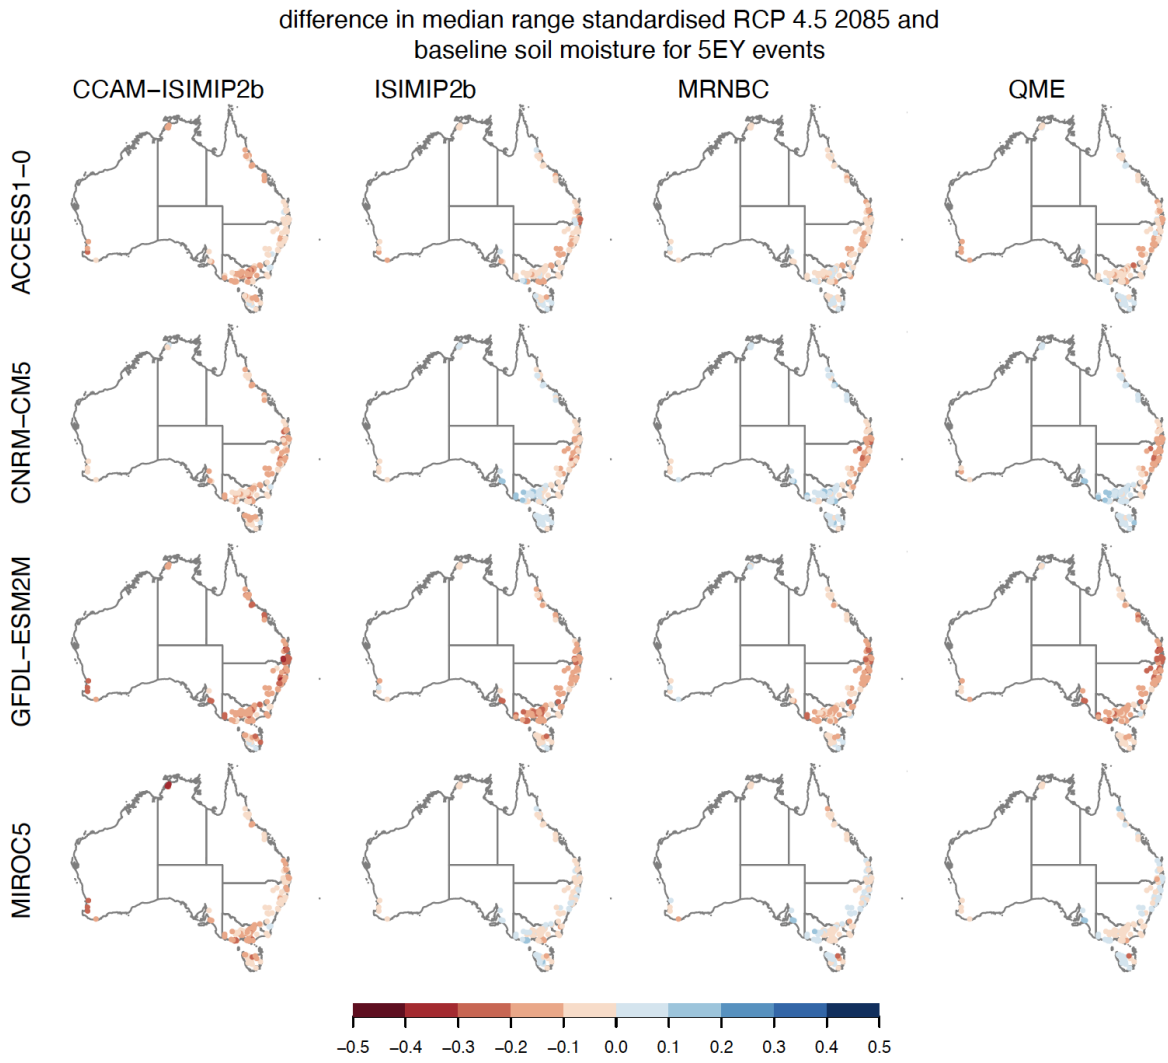 difference in median range standardised RCP 4.5 2085 and
baseline soil moisture for 5EY events
CCAM−ISIMIP2b ISIMIP2b MRNBC QME
ACCESS1−0
CNRM−CM5
GFDL−ESM2M
MIROC5
−0.5 −0.4 −0.3 −0.2 −0.1 0.0 0.1 0.2 0.3 0.4 0.5